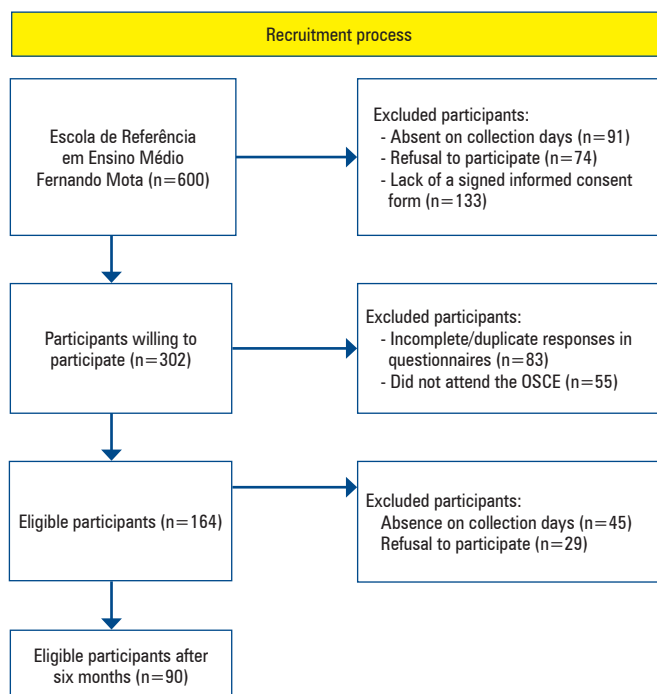 Recruitment process
Escola de Referência
em Ensino Médio
Fernando Mota (n=600)
Excluded participants:
- Absent on collection days (n=91)
- Refusal to participate (n=74)
- Lack of a signed informed consent
form (n=133)
Participants willing to
participate (n=302)
Excluded participants:
- Incomplete/duplicate responses in
questionnaires (n=83)
- Did not attend the OSCE (n=55)
Eligible participants (n=164)
Excluded participants:
Absence on collection days (n=45)
Refusal to participate (n=29)
Eligible participants after
six months (n=90)